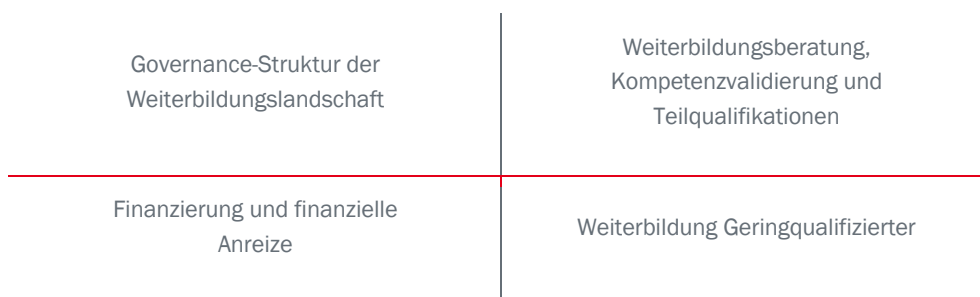 Governance-Struktur der
Weiterbildungslandschaft
Weiterbildungsberatung,
Kompetenzvalidierung und
Teilqualifikationen
Finanzierung und finanzielle
Anreize
Weiterbildung Geringqualifizierter